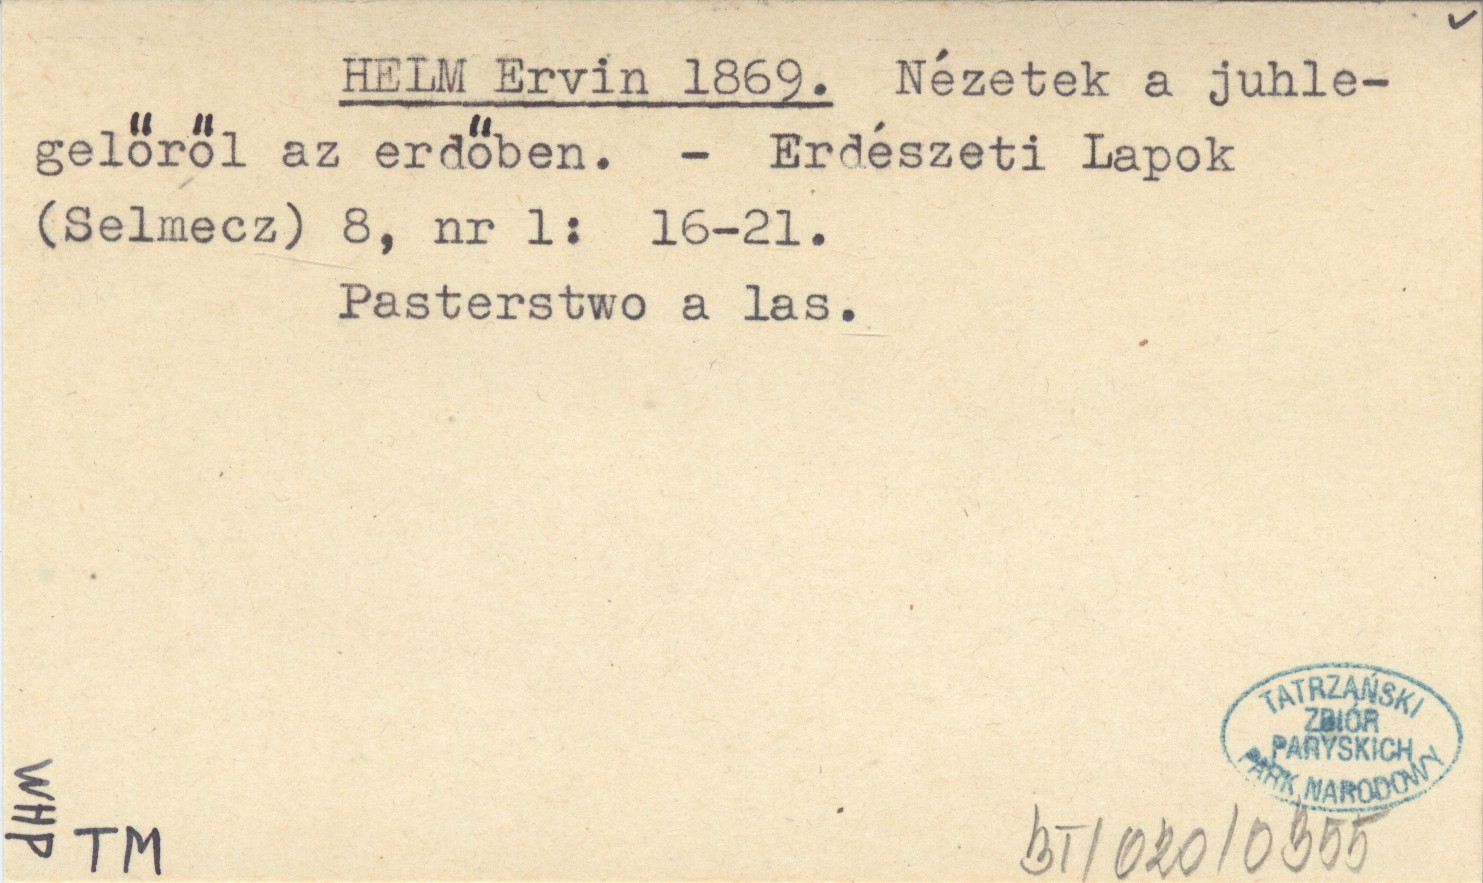 HELM Ervin 1869. Nézetek a juhle-
gelőről az erdőben. - Erdészeti Lapok
(Selmecz) 8, nr 1: 16-21.
Pasterstwo a las.
TATRZAŃSKI
ZBIÓR
PARYSKICH
PARK NARODOWY
WHP
TM
BT/020/0355